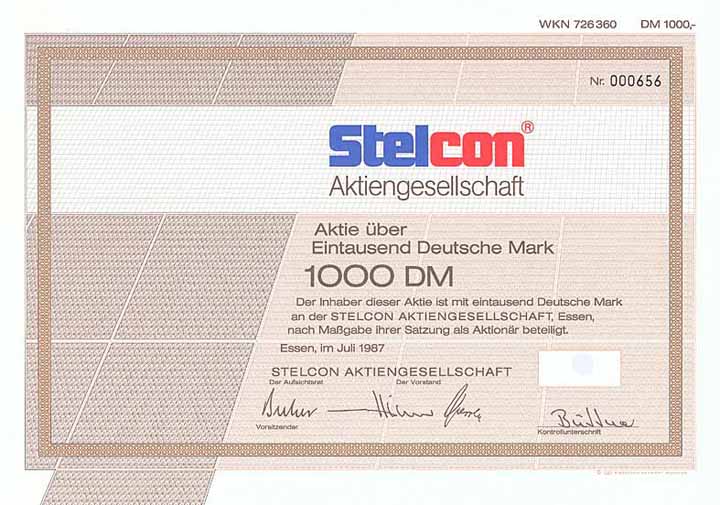 WKN 726 360 DM 1000,-
Nr. 000656
Stelcon®
Aktiengesellschaft
Aktie über
Eintausend Deutsche Mark
1000 DM
Der Inhaber dieser Aktie ist mit eintausend Deutsche Mark
an der STELCON AKTIENGESELLSCHAFT, Essen,
nach Maßgabe ihrer Satzung als Aktionär beteiligt.
Essen, im Juli 1987
STELCON AKTIENGESELLSCHAFT
Der Aufsichtsrat Der Vorstand
Vorsitzender
Kontrollunterschrift